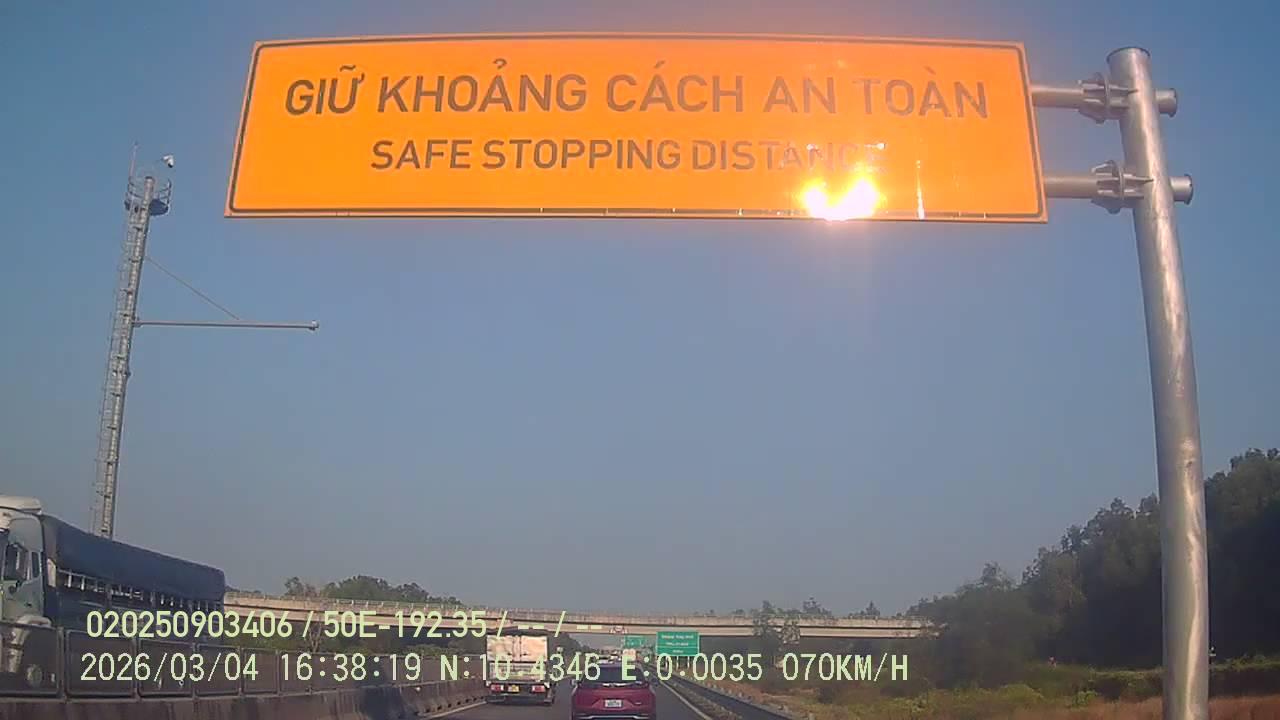 GIỮ KHOẢNG CÁCH AN TOÀN
SAFE STOPPING DISTANCE
020250903406 / 50E-192.35 / -- / --
2026/03/04 16:38:19 N:10.4346 E:0.0035 070KM/H